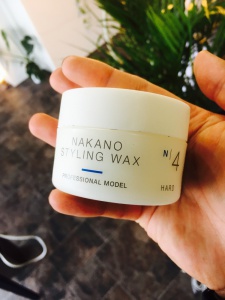 NAKANO
STYLING WAX
PROFESSIONAL MODEL
N/4
HARD